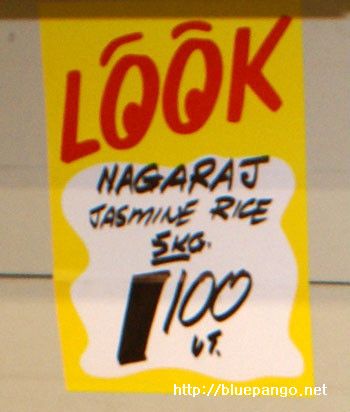 LOOK
NAGARAJ
JASMINE RICE
5KG.
1100
VT.
http://bluepango.net